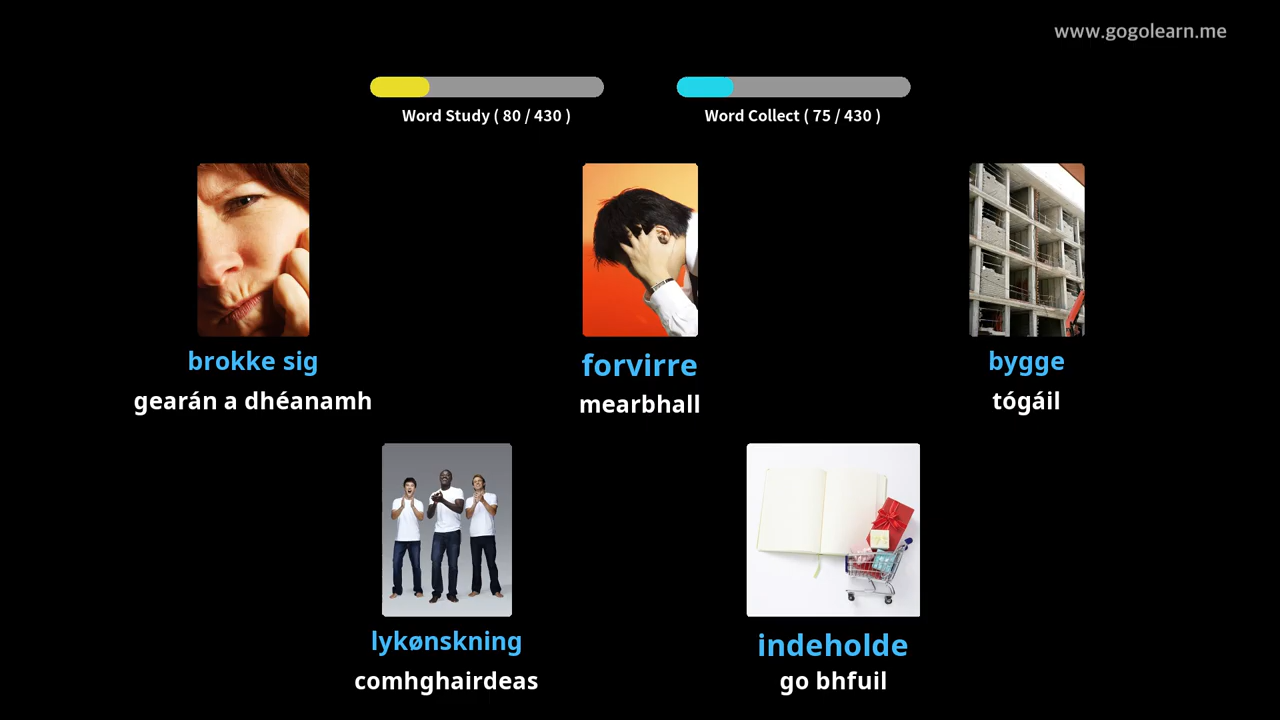 www.gogolearn.me
Word Study ( 80 / 430 )
Word Collect ( 75 / 430 )
brokke sig
forvirre
bygge
gearán a dhéanamh
mearbhall
tógáil
lykønskning
indeholde
comhghairdeas
go bhfuil